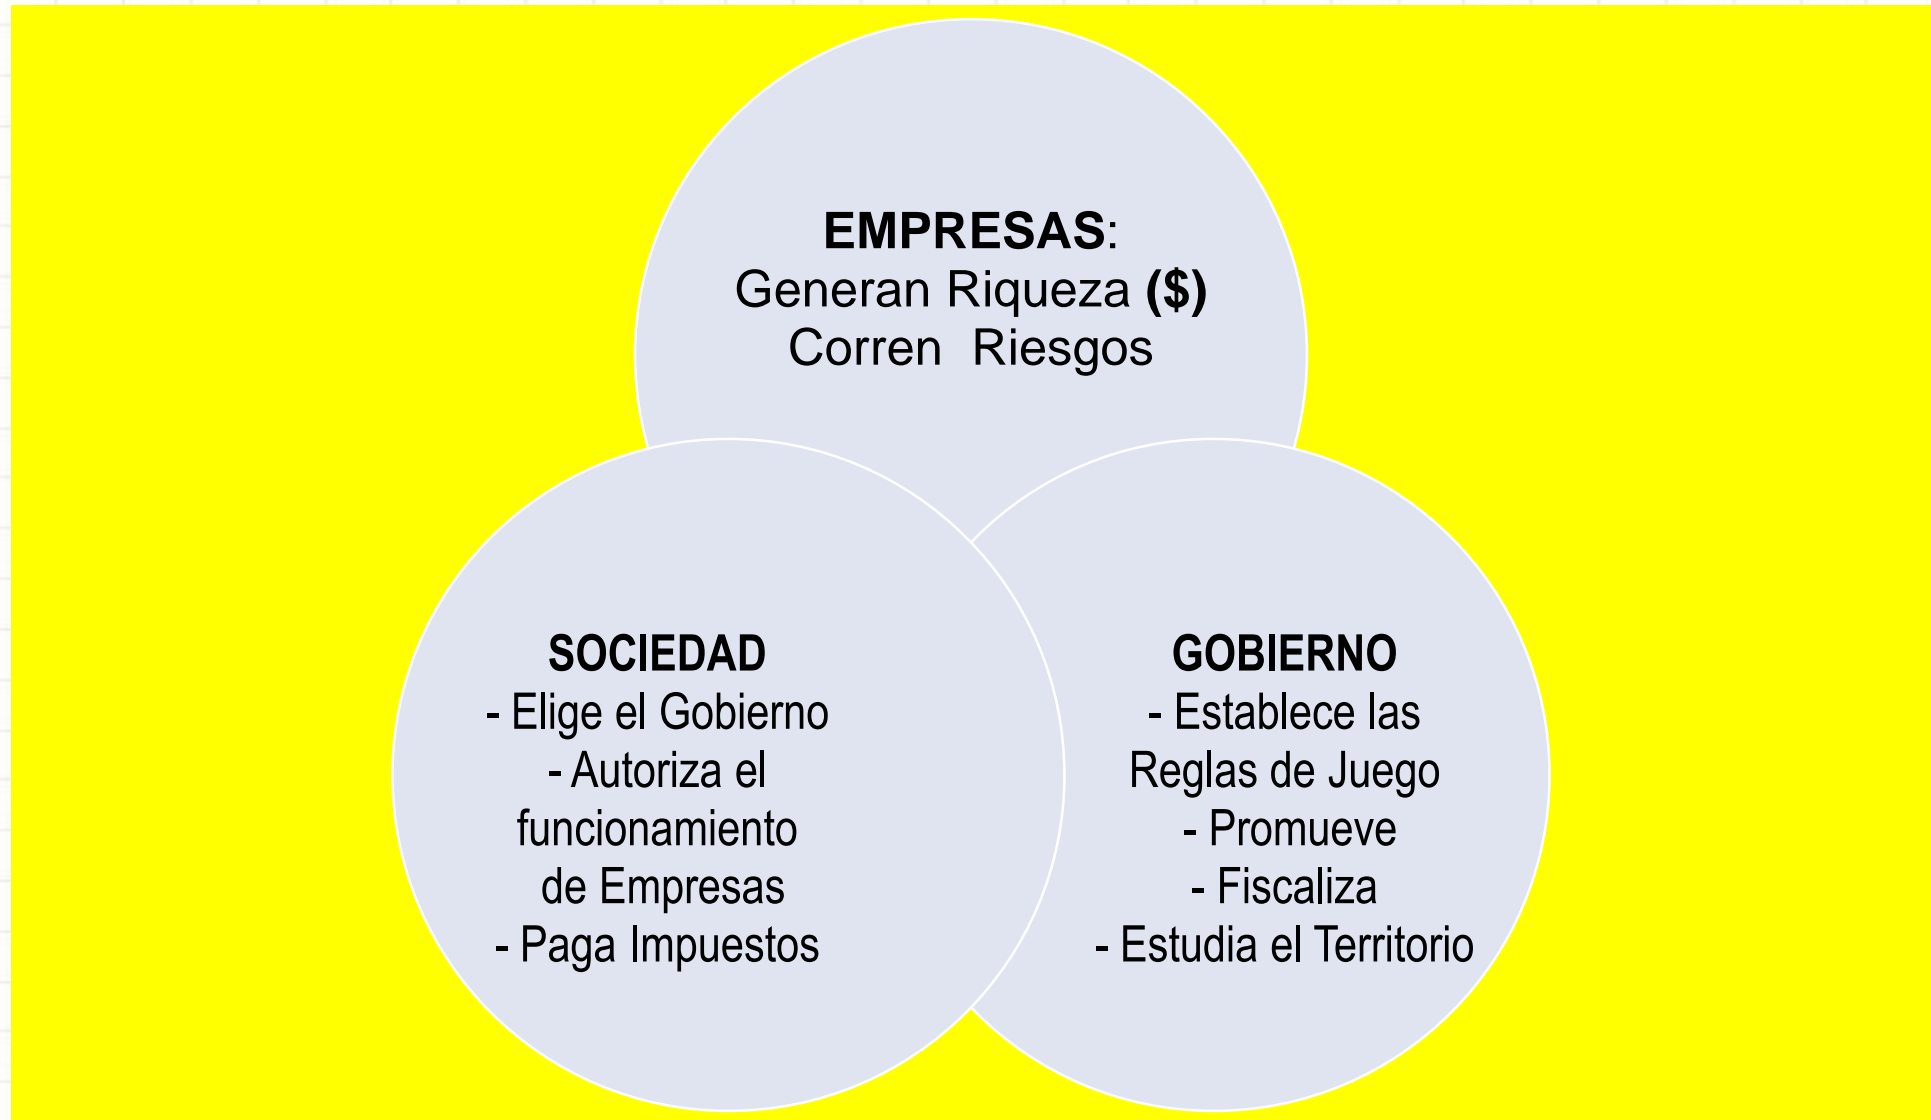 EMPRESAS:
Generan Riqueza ($)
Corren  Riesgos
SOCIEDAD
- Elige el Gobierno
- Autoriza el
funcionamiento
de Empresas
- Paga Impuestos
GOBIERNO
- Establece las
Reglas de Juego
- Promueve
- Fiscaliza
- Estudia el Territorio